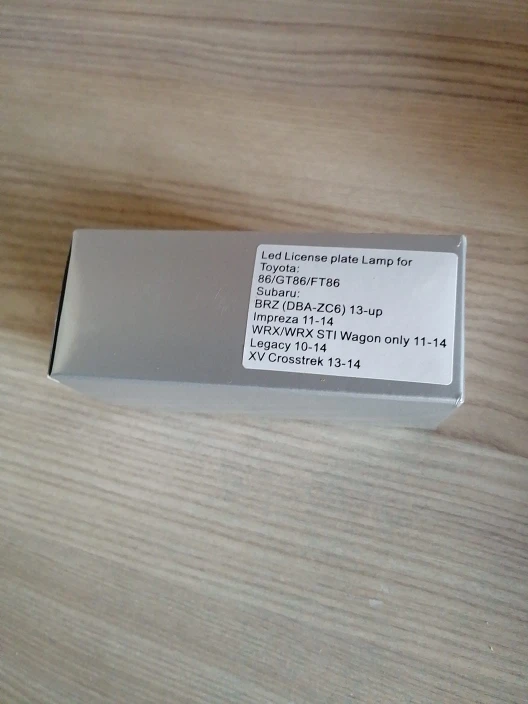 Led License plate Lamp for
Toyota:
86/GT86/FT86
Subaru:
BRZ (DBA-ZC6) 13-up
Impreza 11-14
WRX/WRX STI Wagon only 11-14
Legacy 10-14
XV Crosstrek 13-14